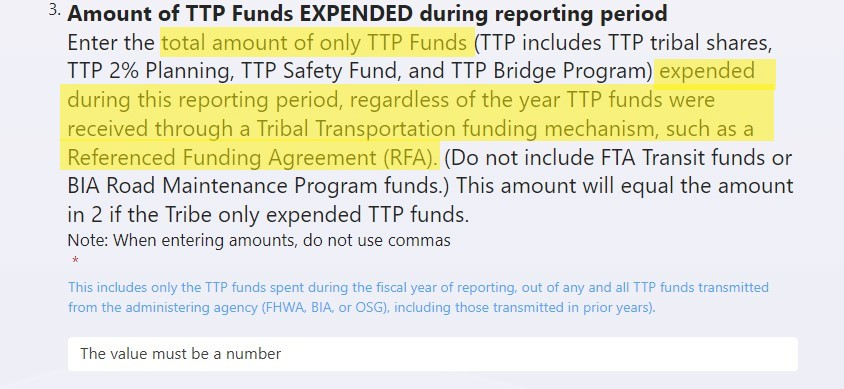 3. Amount of TTP Funds EXPENDED during reporting period
Enter the total amount of only TTP Funds (TTP includes TTP tribal shares,
TTP 2% Planning, TTP Safety Fund, and TTP Bridge Program) expended
during this reporting period, regardless of the year TTP funds were
received through a Tribal Transportation funding mechanism, such as a
Referenced Funding Agreement (RFA). (Do not include FTA Transit funds or
BIA Road Maintenance Program funds.) This amount will equal the amount
in 2 if the Tribe only expended TTP funds.
Note: When entering amounts, do not use commas
*
This includes only the TTP funds spent during the fiscal year of reporting, out of any and all TTP funds transmitted
from the administering agency (FHWA, BIA, or OSG), including those transmitted in prior years).
The value must be a number